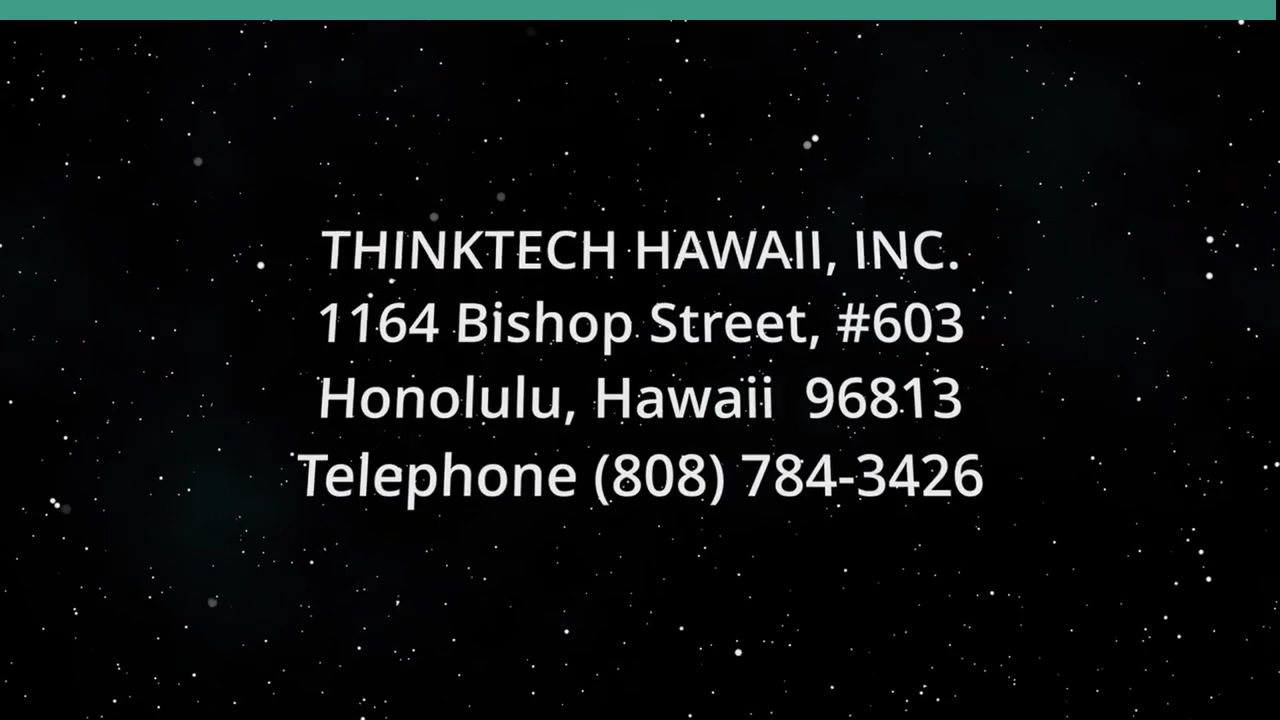 THINKTECH HAWAII, INC.
1164 Bishop Street, #603
Honolulu, Hawaii  96813
Telephone (808) 784-3426